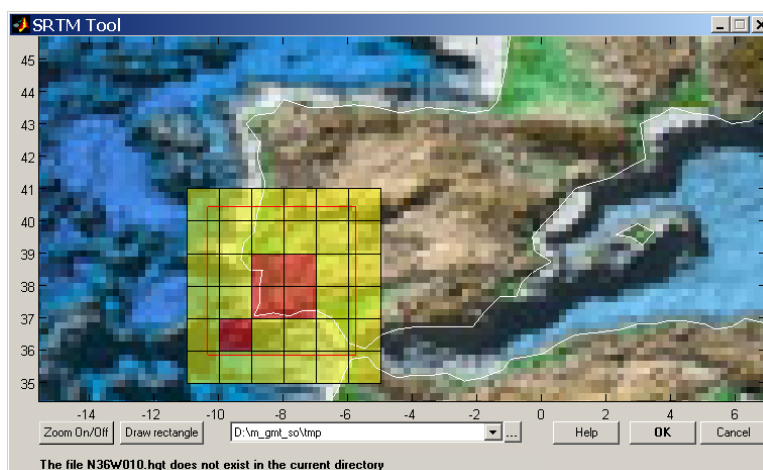 SRTM Tool
45
44
43
42
41
40
39
38
37
36
35
-14 -12 -10 -8 -6 -4 -2 0 2 4 6
Zoom On/Off Draw rectangle D:\m_gmt_so\tmp ... Help OK Cancel
The file N36W010.hgt does not exist in the current directory